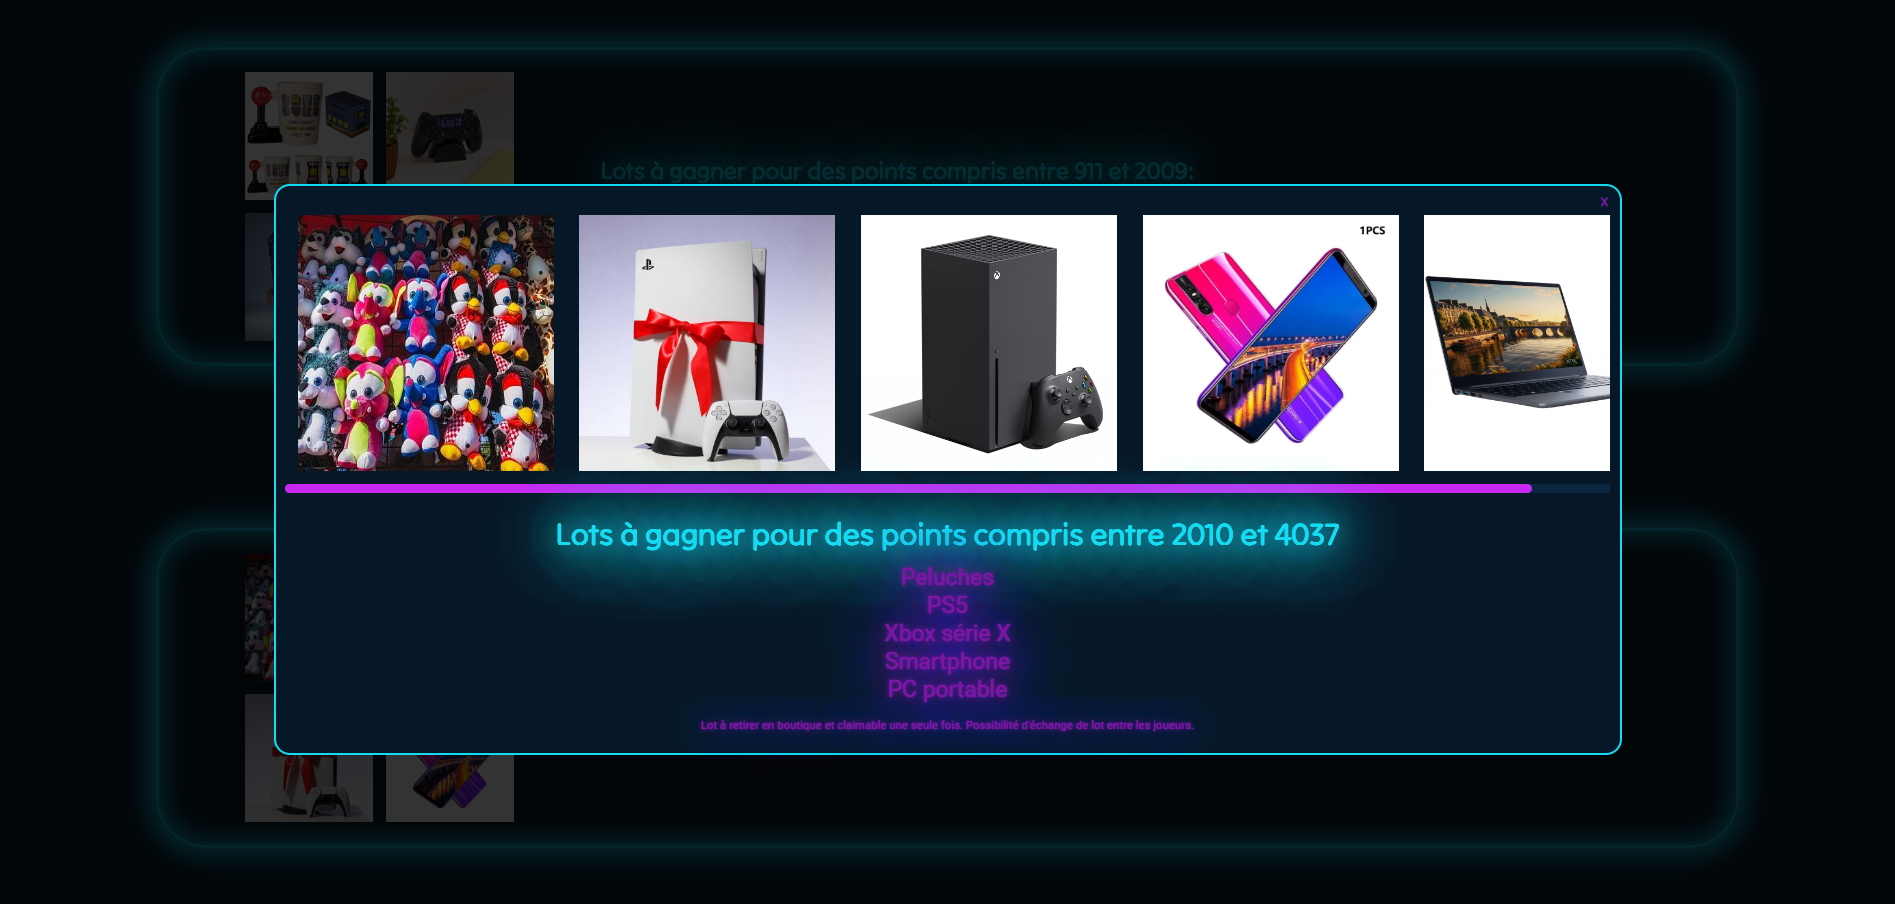 Lots à gagner pour des points compris entre 911 et 2009:
X
1PCS
Lots à gagner pour des points compris entre 2010 et 4037
Peluches
PS5
Xbox série X
Smartphone
PC portable
Lot à retirer en boutique et claimable une seule fois. Possibilité d'échange de lot entre les joueurs.